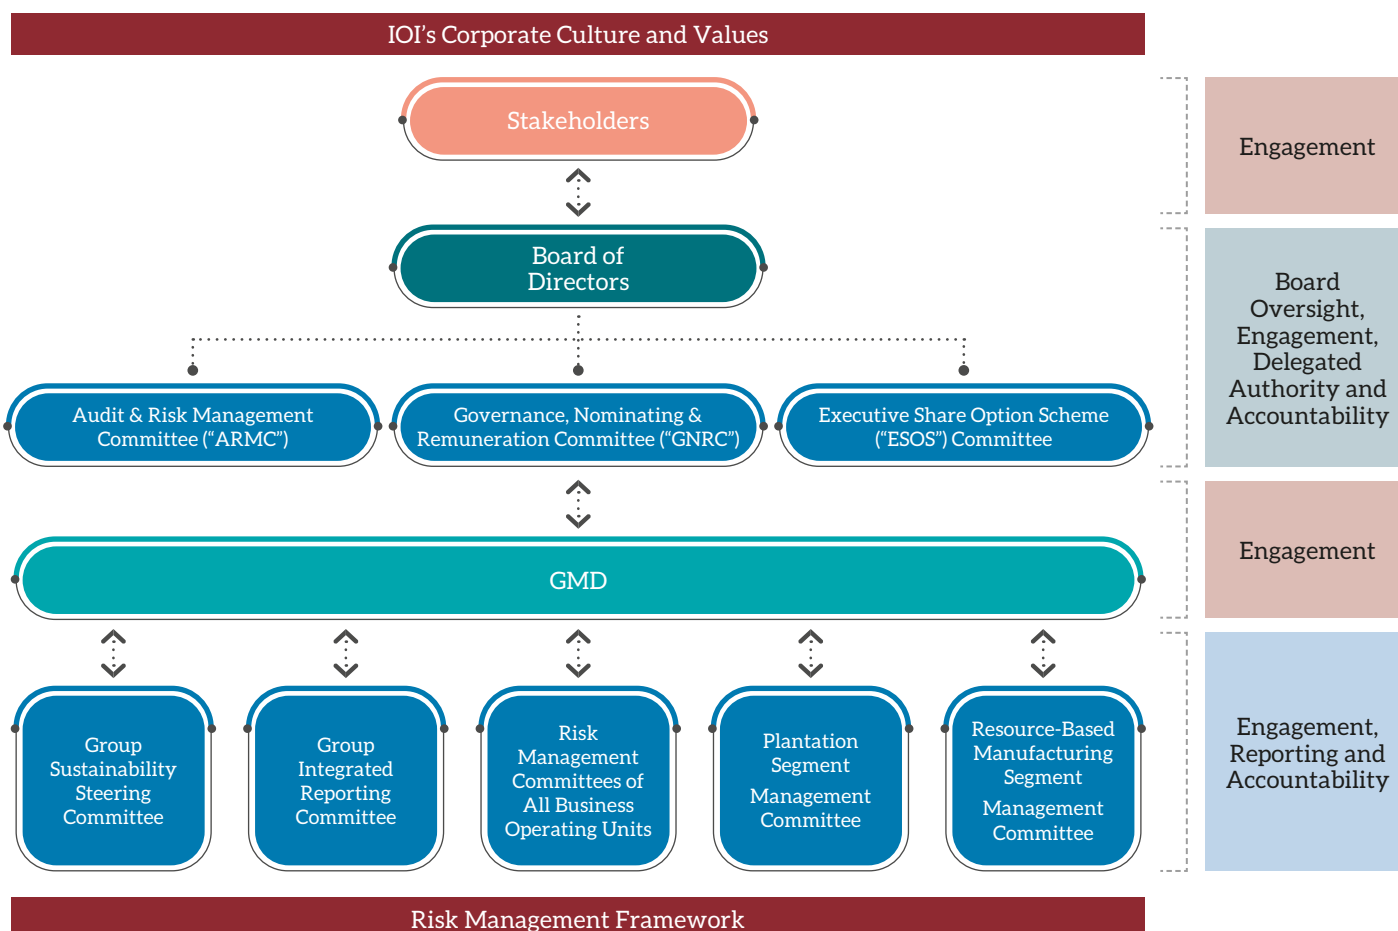 IOI’s Corporate Culture and Values
Stakeholders
Engagement
Board of
Directors
Board
Oversight,
Engagement,
Delegated
Authority and
Accountability
Audit & Risk Management
Committee (“ARMC”)
Governance, Nominating &
Remuneration Committee (“GNRC”)
Executive Share Option Scheme
(“ESOS”) Committee
GMD
Engagement
Group
Sustainability
Steering
Committee
Group
Integrated
Reporting
Committee
Risk
Management
Committees of
All Business
Operating Units
Plantation
Segment
Management
Committee
Resource-Based
Manufacturing
Segment
Management
Committee
Engagement,
Reporting and
Accountability
Risk Management Framework